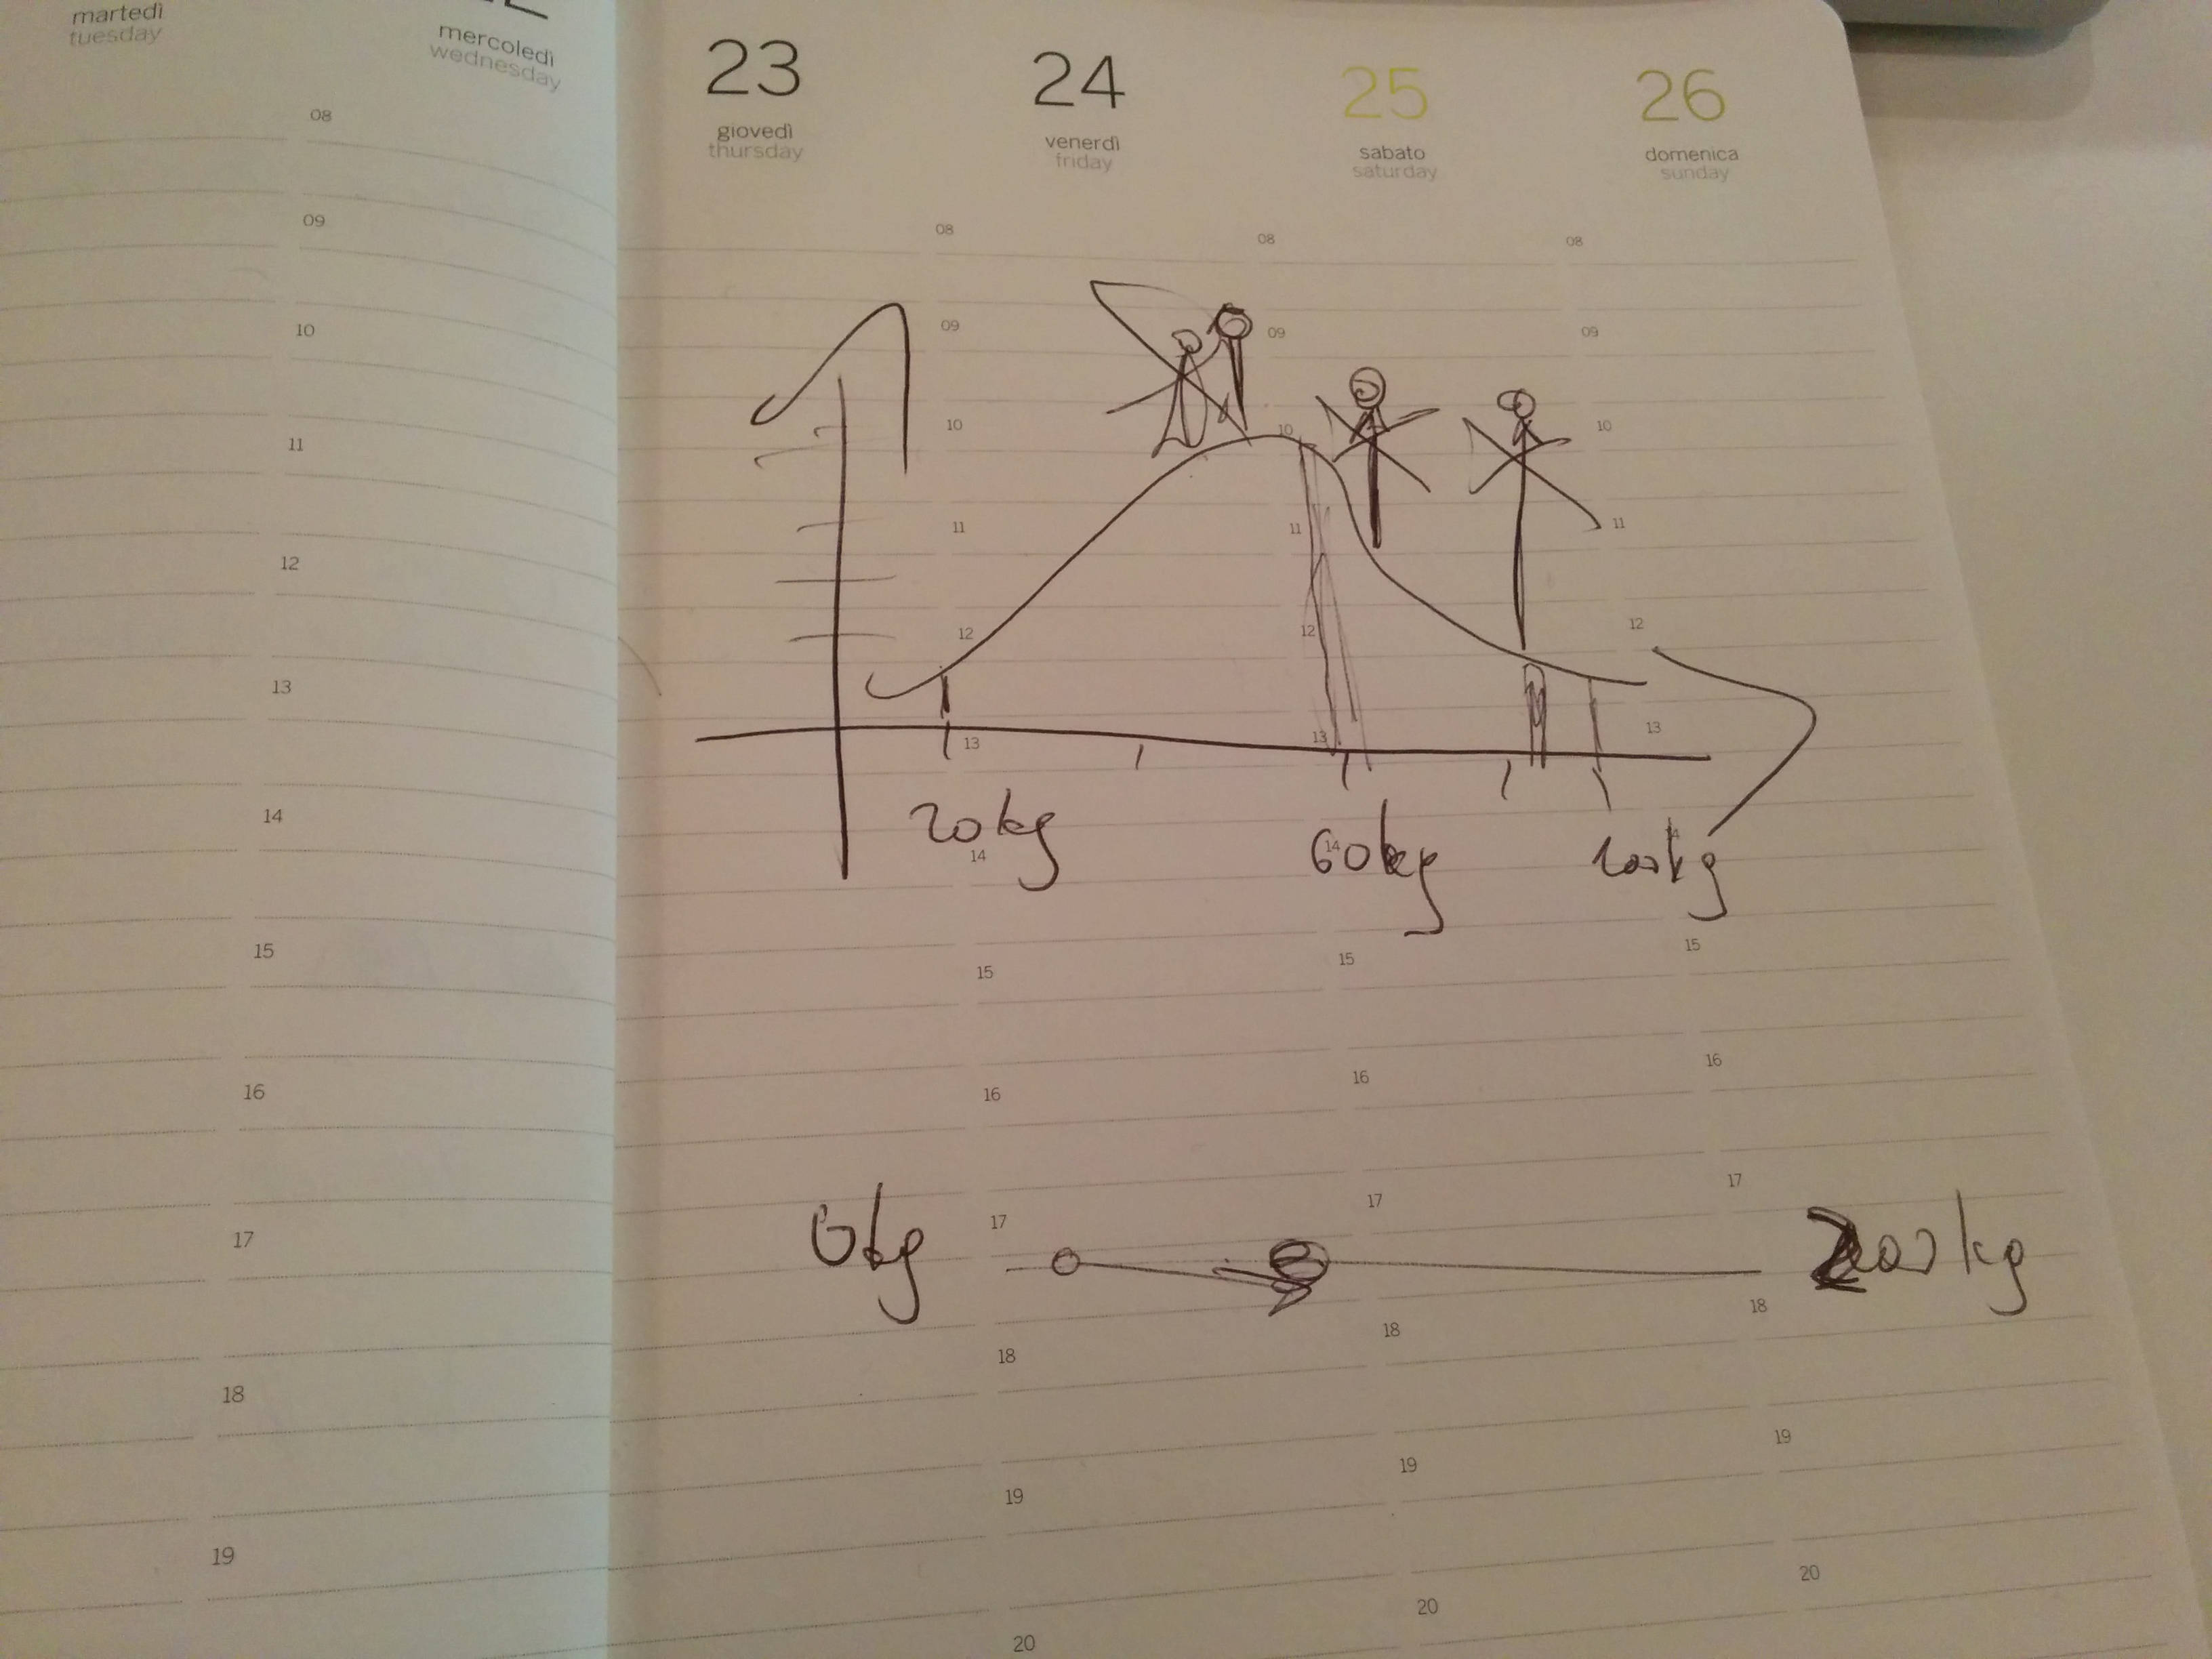 martedì
tuesday
mercoledì
wednesday
08
09
10
11
12
13
14
15
16
17
18
19
23 24 25 26
giovedì venerdì sabato domenica
thursday friday saturday sunday
08 08 08
09 09 09
10 10 10
11 11 11
12 12 12
13 13 13
20kg 60kg 100kg
14 14 14
15 15 15
16 16 16
17 17 17
0kg 200kg
18 18 18
19 19 19
20 20 20